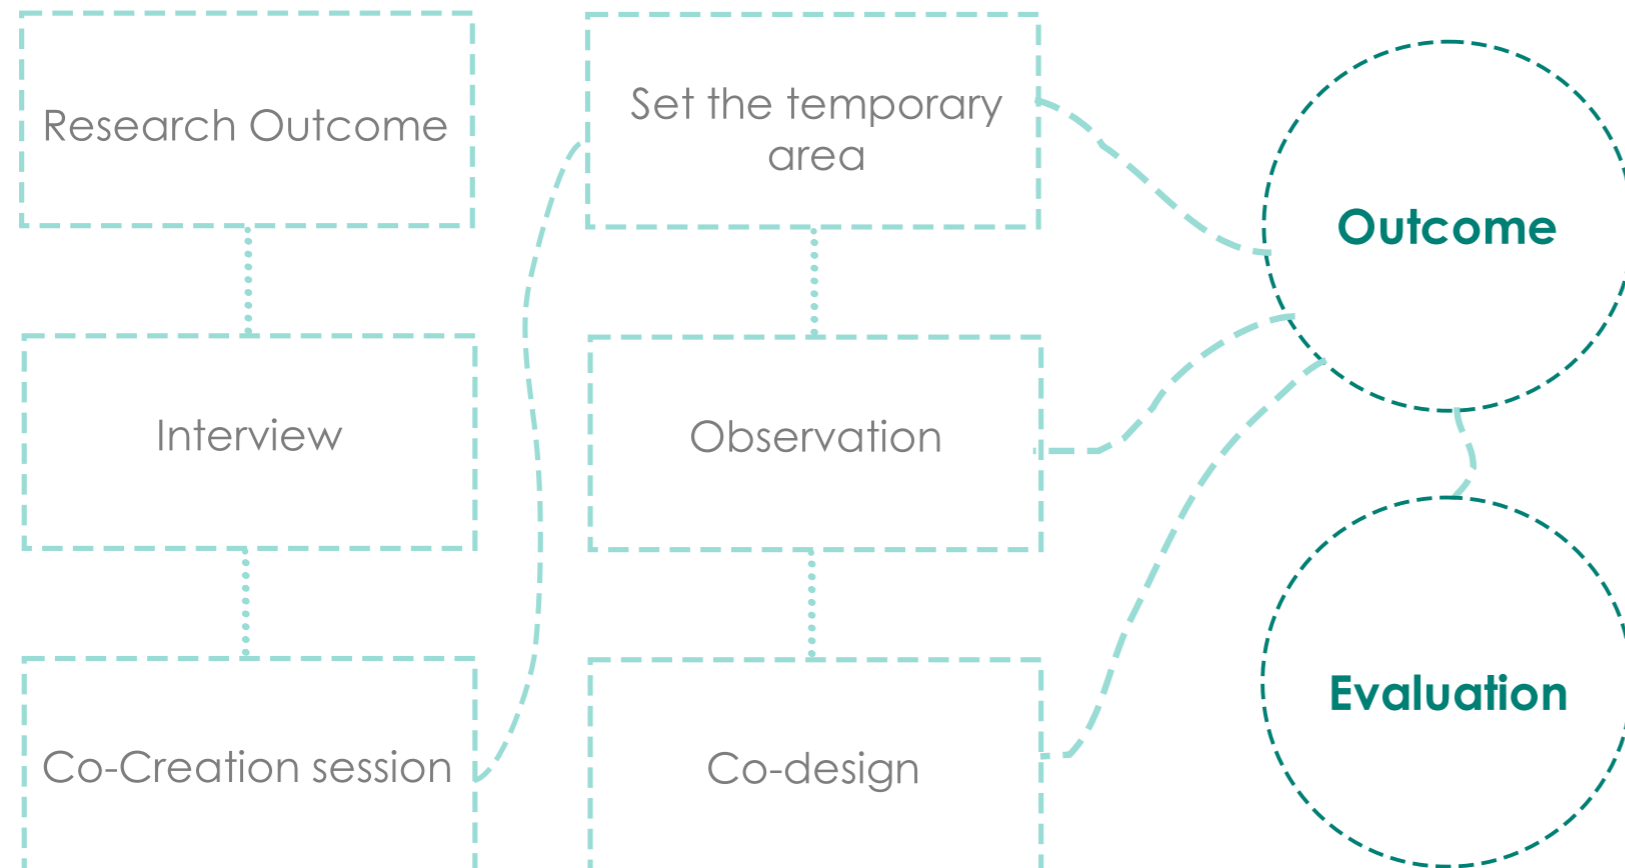 Research Outcome
Interview
Co-Creation session
Set the temporary
area
Observation
Co-design
Outcome
Evaluation